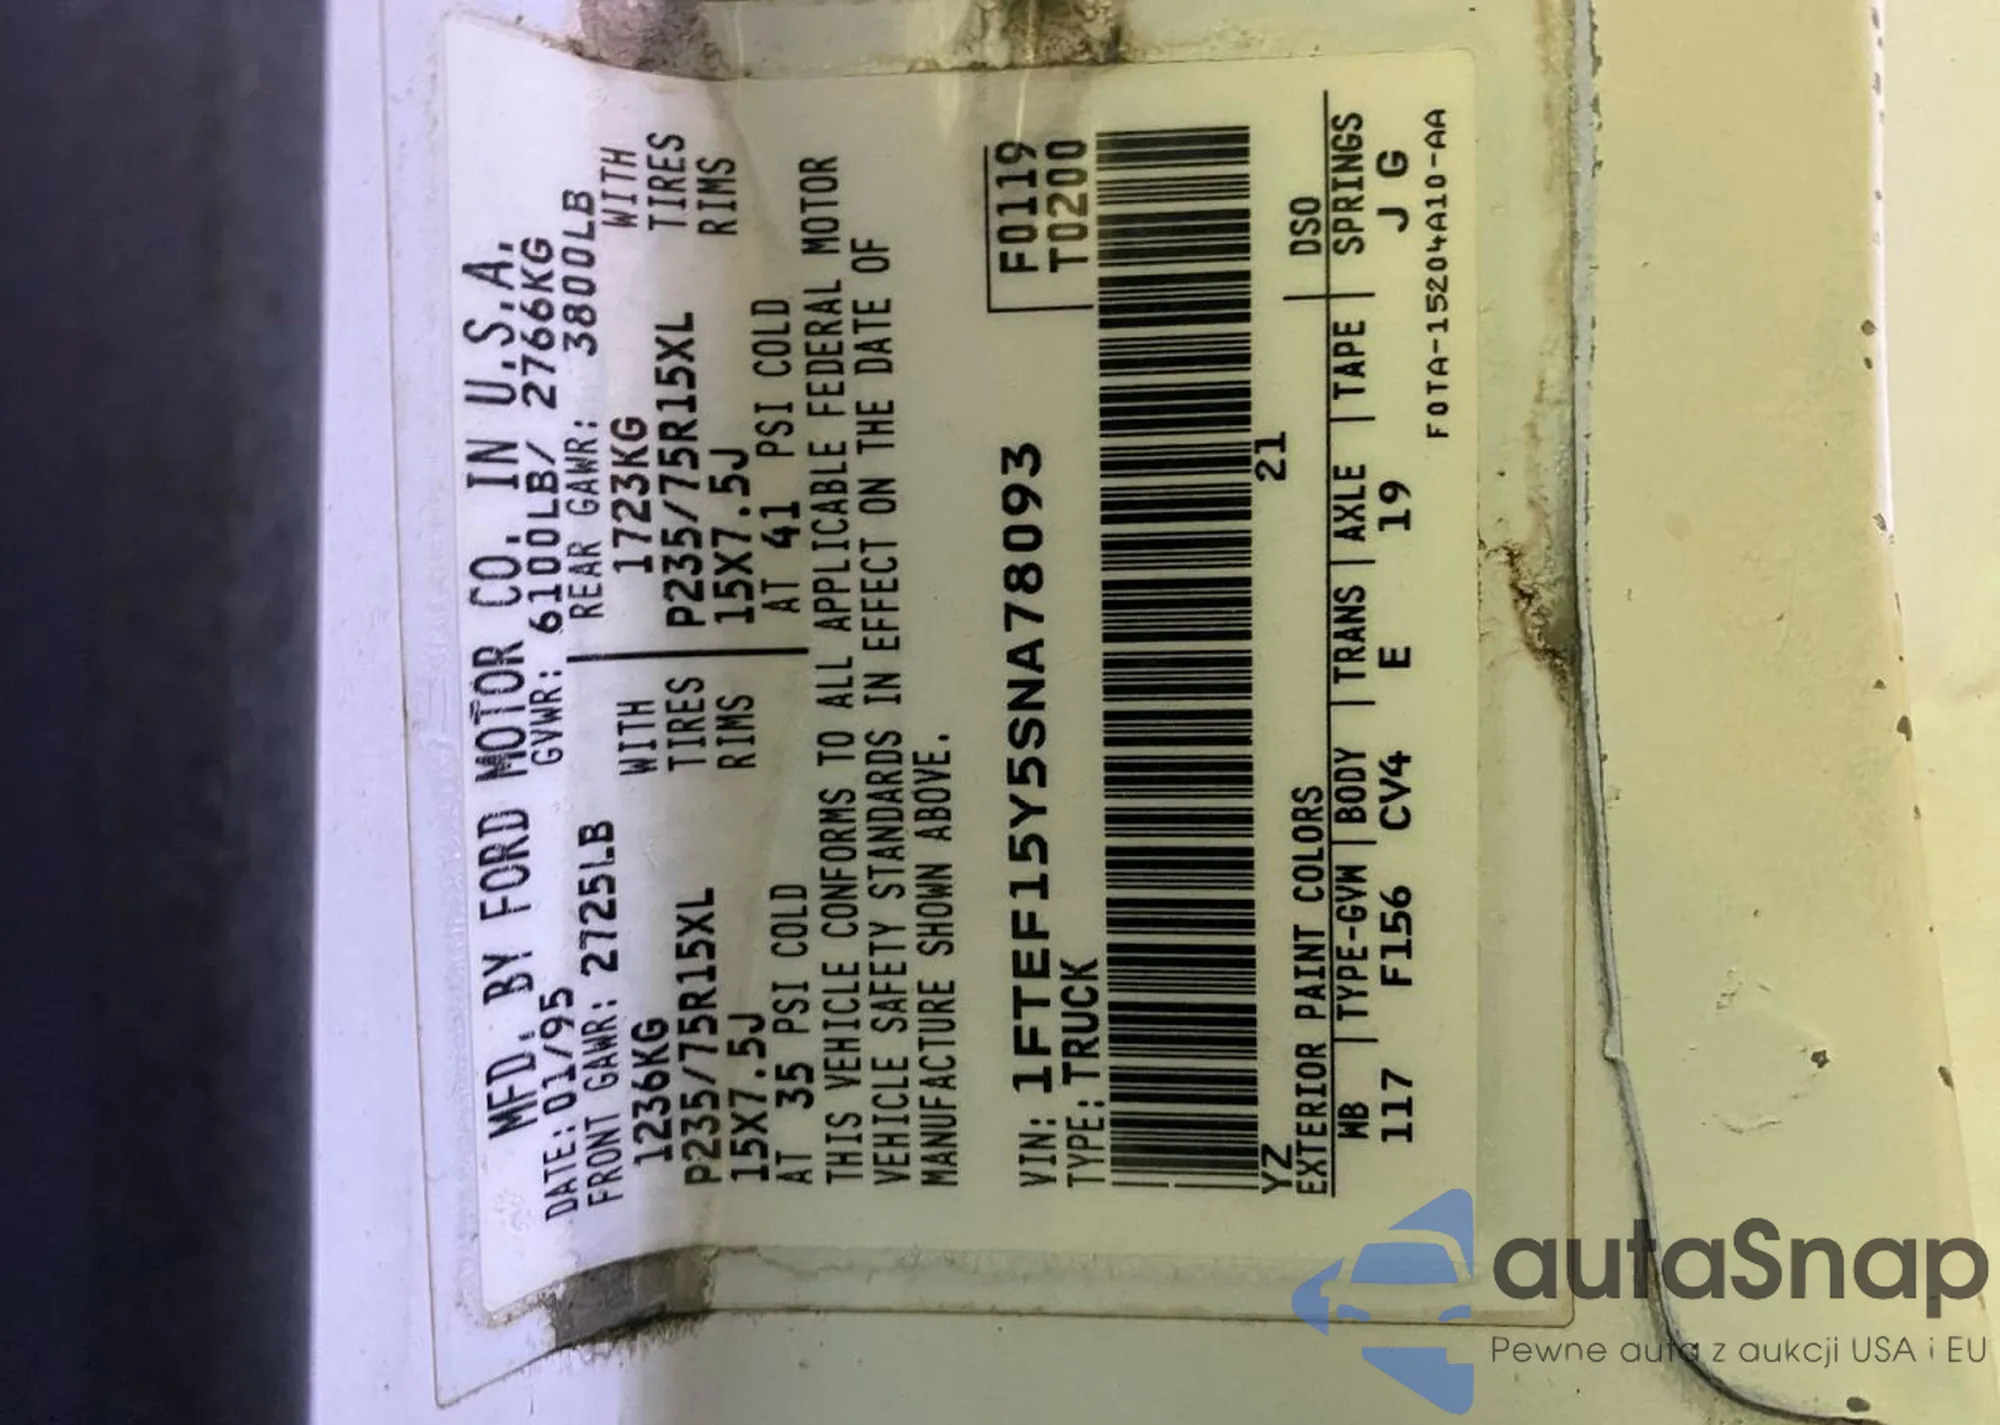 MFD. BY FORD MOTOR CO. IN U.S.A.
DATE: 01/95 GVWR: 6100LB/ 2766KG
FRONT GAWR: 2725LB REAR GAWR: 3800LB
1236KG WITH 1723KG WITH
P235/75R15XL TIRES P235/75R15XL TIRES
15X7.5J RIMS 15X7.5J RIMS
AT 35 PSI COLD AT 41 PSI COLD
THIS VEHICLE CONFORMS TO ALL APPLICABLE FEDERAL MOTOR
VEHICLE SAFETY STANDARDS IN EFFECT ON THE DATE OF
MANUFACTURE SHOWN ABOVE.
F0119
VIN: 1FTEF15Y5SNA78093 T0200
TYPE: TRUCK
YZ 21
EXTERIOR PAINT COLORS DSO
WB | TYPE-GVW | BODY | TRANS | AXLE | TAPE | SPRINGS
117 F156 CV4 E 19 J G
F0TA-15204A10-AA
autaSnap
Pewne auta z aukcji USA i EU